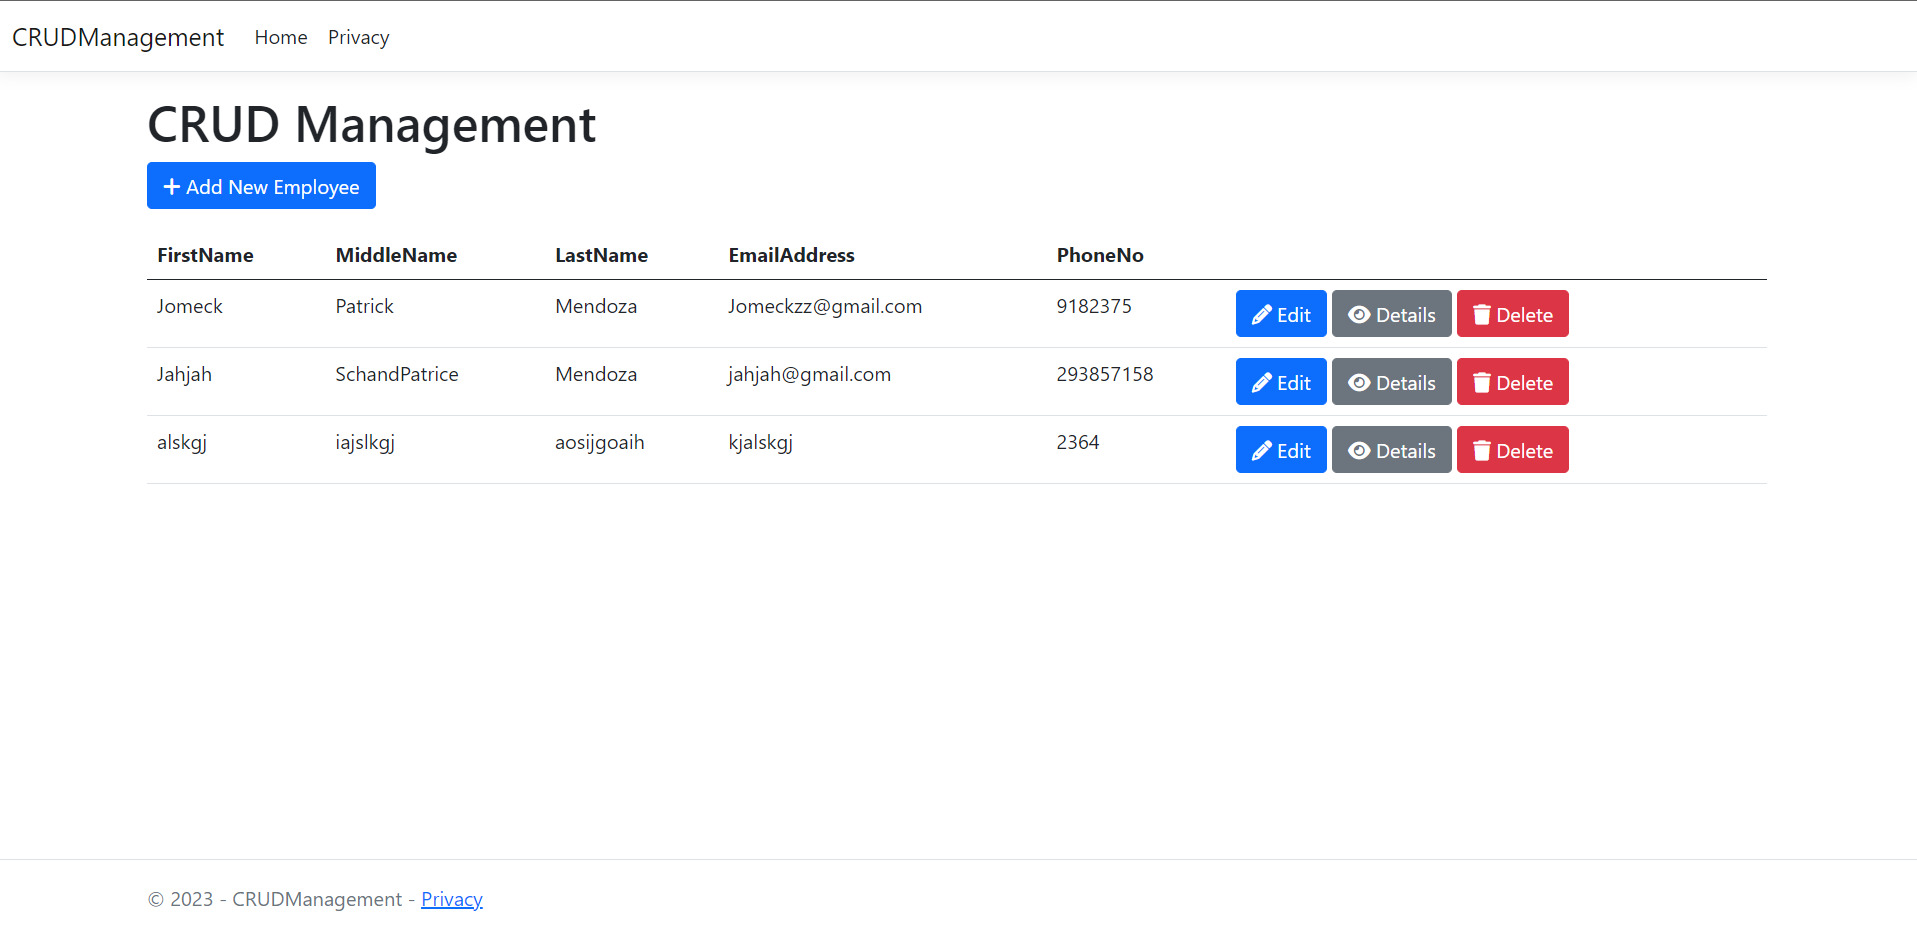 CRUDManagement Home Privacy
CRUD Management
Add New Employee
FirstName MiddleName LastName EmailAddress PhoneNo
Jomeck Patrick Mendoza Jomeckzz@gmail.com 9182375 Edit Details Delete
Jahjah SchandPatrice Mendoza jahjah@gmail.com 293857158 Edit Details Delete
alskgj iajslkgj aosijgoaih kjalskgj 2364 Edit Details Delete
© 2023 - CRUDManagement - Privacy